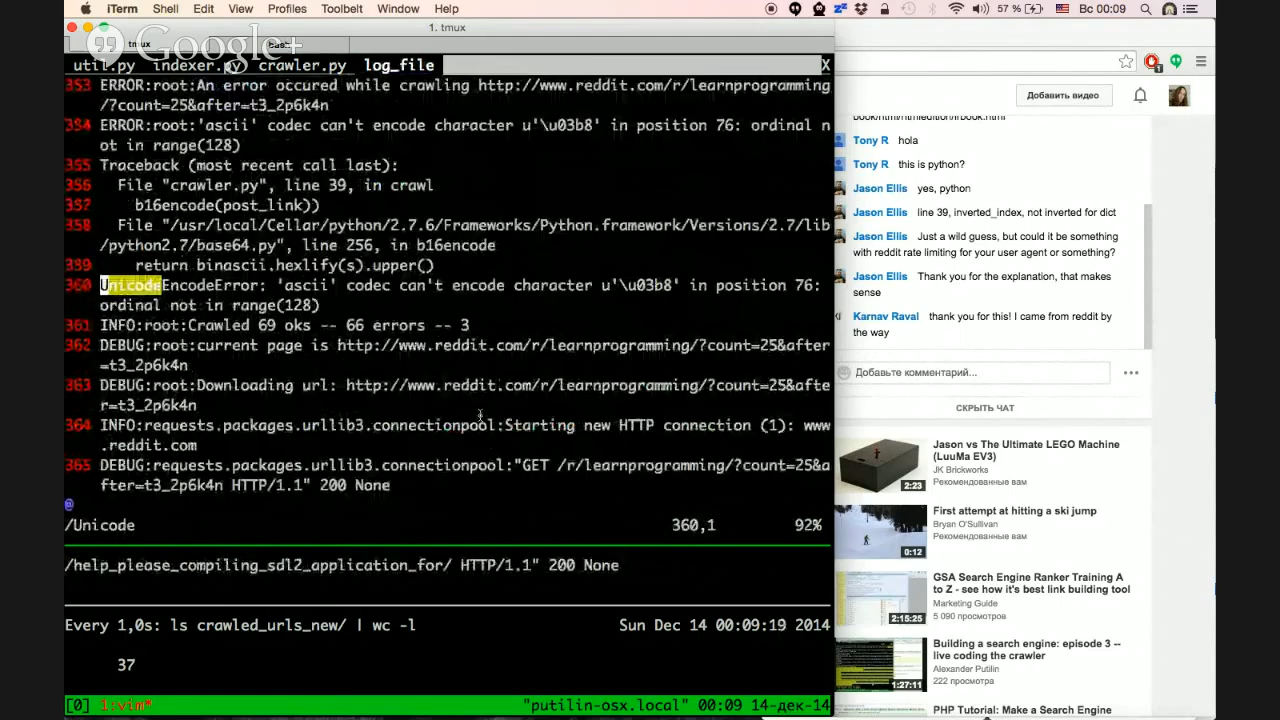 iTerm Shell Edit View Profiles Toolbelt Window Help 57 % Вс 00:09
1. tmux
tmux
Google+
util.py indexer.py crawler.py log_file X
353 ERROR:root:An error occured while crawling http://www.reddit.com/r/learnprogramming
/?count=25&after=t3_2p6k4n
354 ERROR:root:'ascii' codec can't encode character u'\u03b8' in position 76: ordinal n
ot in range(128)
355 Traceback (most recent call last):
356 File "crawler.py", line 39, in crawl
357 b16encode(post_link))
358 File "/usr/local/Cellar/python/2.7.6/Frameworks/Python.framework/Versions/2.7/lib
/python2.7/base64.py", line 256, in b16encode
359 return binascii.hexlify(s).upper()
360 UnicodeEncodeError: 'ascii' codec can't encode character u'\u03b8' in position 76:
ordinal not in range(128)
361 INFO:root:Crawled 69 oks -- 66 errors -- 3
362 DEBUG:root:current page is http://www.reddit.com/r/learnprogramming/?count=25&after
=t3_2p6k4n
363 DEBUG:root:Downloading url: http://www.reddit.com/r/learnprogramming/?count=25&afte
r=t3_2p6k4n
364 INFO:requests.packages.urllib3.connectionpool:Starting new HTTP connection (1): www
.reddit.com
365 DEBUG:requests.packages.urllib3.connectionpool:"GET /r/learnprogramming/?count=25&a
fter=t3_2p6k4n HTTP/1.1" 200 None
@
/Unicode 360,1 92%
/help_please_compiling_sdl2_application_for/ HTTP/1.1" 200 None
Every 1,0s: ls crawled_urls_new/ | wc -l Sun Dec 14 00:09:19 2014
37
[0] 1:vim* "putilin-osx.local" 00:09 14-дек-14
Добавить видео
book/html/htmledition/irbook.html
Tony R hola
Tony R this is python?
Jason Ellis yes, python
Jason Ellis line 39, inverted_index, not inverted for dict
Jason Ellis Just a wild guess, but could it be something
with reddit rate limiting for your user agent or something?
Jason Ellis Thank you for the explanation, that makes
sense
Karnav Raval thank you for this! I came from reddit by
the way
Добавьте комментарий...
СКРЫТЬ ЧАТ
Jason vs The Ultimate LEGO Machine
(LuuMa EV3)
JK Brickworks
Рекомендованные вам
2:23
First attempt at hitting a ski jump
Bryan O'Sullivan
Рекомендованные вам
0:12
GSA Search Engine Ranker Training A
to Z - see how it's best link building tool
Marketing Guide
5 090 просмотров
2:15:25
Building a search engine: episode 3 --
live coding the crawler
Alexander Putilin
222 просмотра
1:27:11
PHP Tutorial: Make a Search Engine